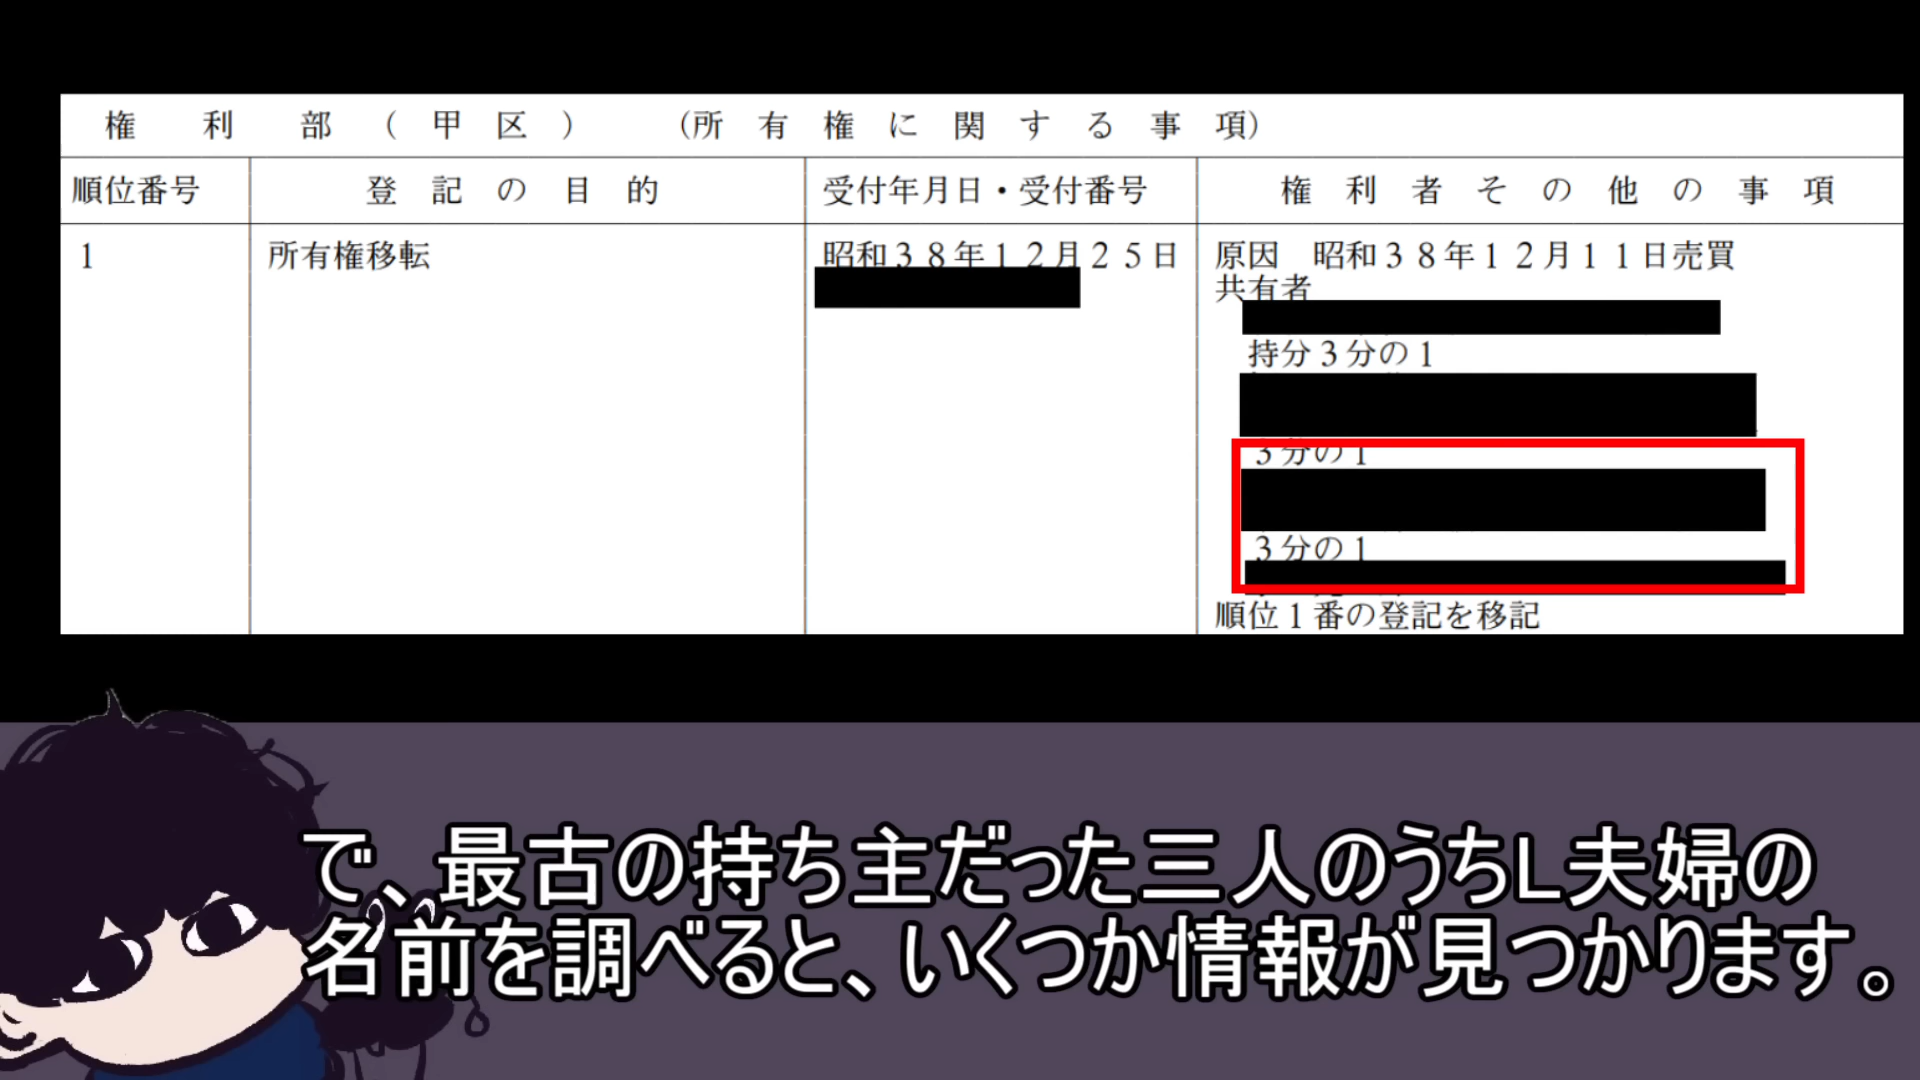 権利部（甲区）　（所有権に関する事項）
順位番号　登記の目的　受付年月日・受付番号　権利者その他の事項
1　所有権移転　昭和３８年１２月２５日　原因　昭和３８年１２月１１日売買
共有者
持分３分の１
３分の１
３分の１
順位１番の登記を移記
で、最古の持ち主だった三人のうちL夫婦の
名前を調べると、いくつか情報が見つかります。